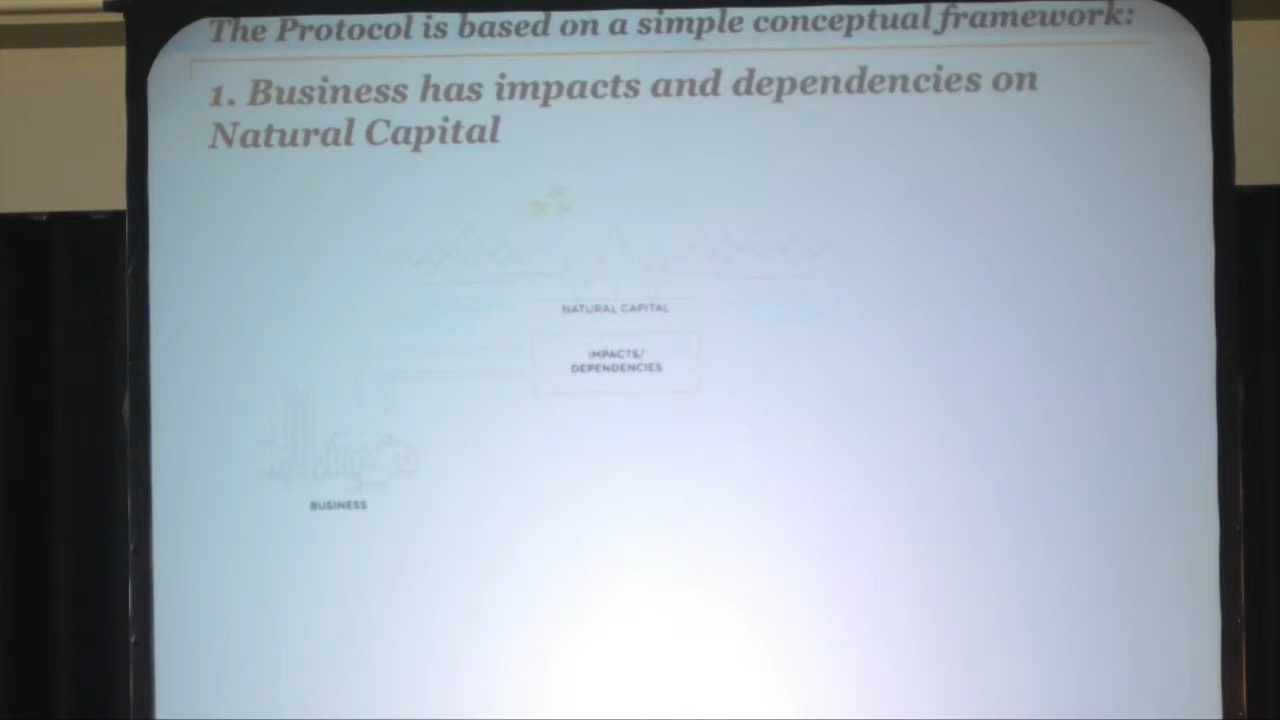 The Protocol is based on a simple conceptual framework:
1. Business has impacts and dependencies on
Natural Capital
NATURAL CAPITAL
IMPACTS/
DEPENDENCIES
BUSINESS